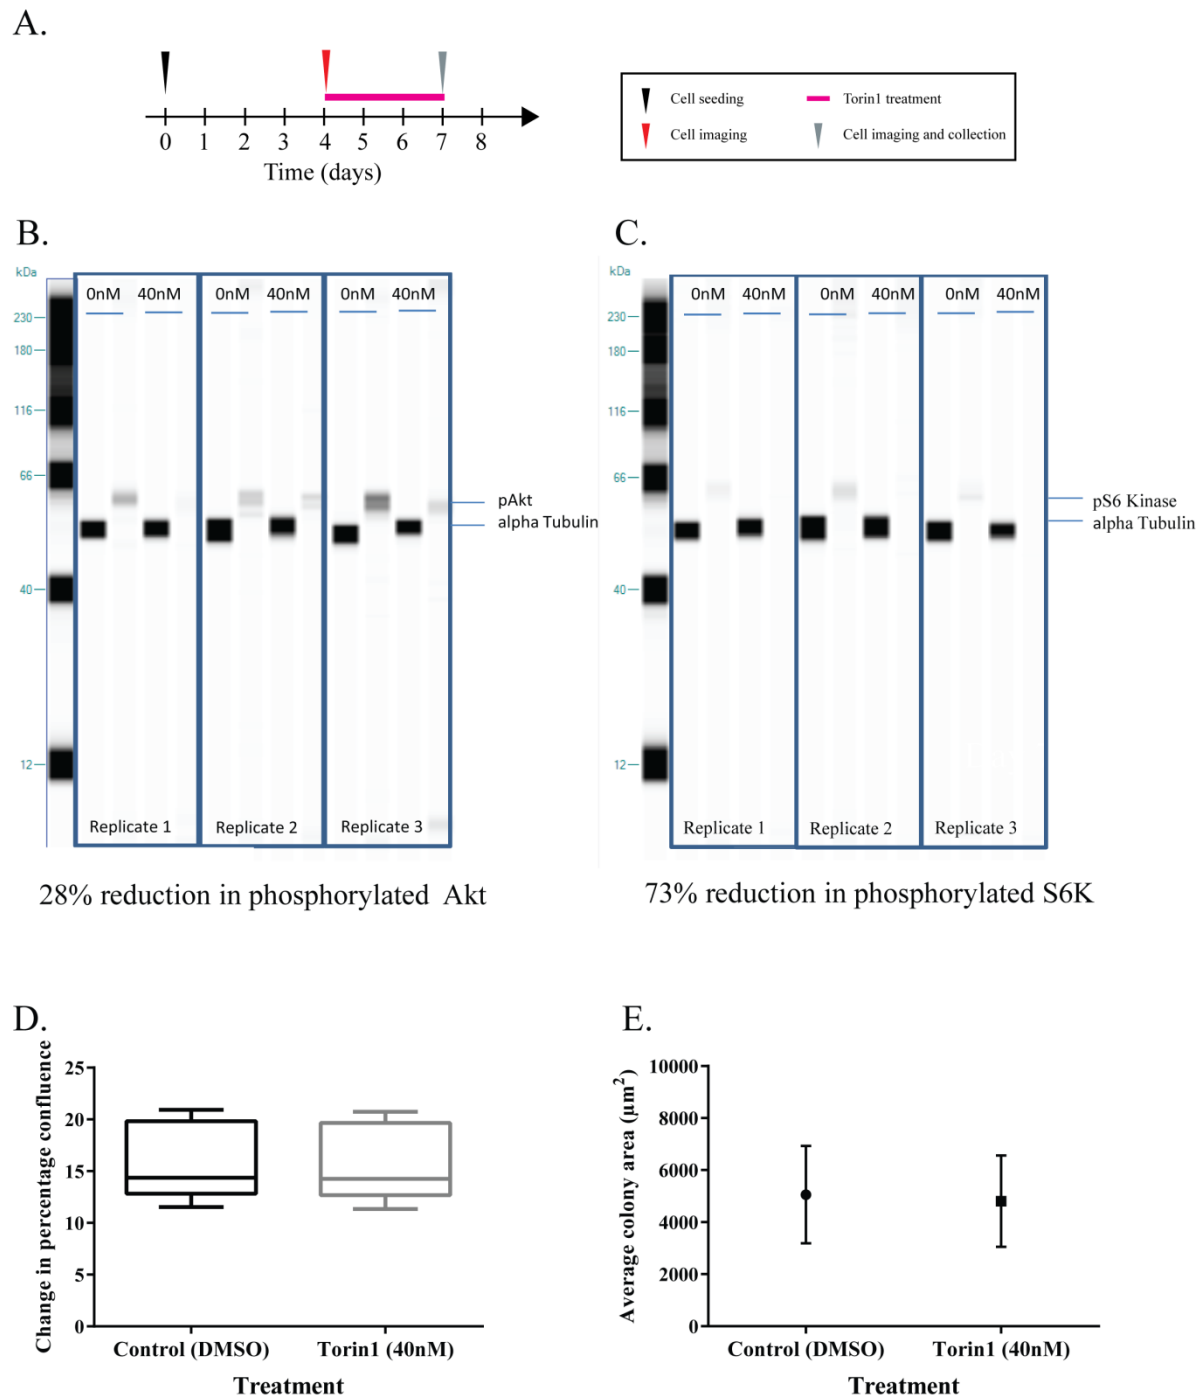 A.
0 1 2 3 4 5 6 7 8
Time (days)
Cell seeding
Torin1 treatment
Cell imaging
Cell imaging and collection
B.
kDa
0nM 40nM 0nM 40nM 0nM 40nM
230
180
116
66
pAkt
alpha Tubulin
40
12
Replicate 1 Replicate 2 Replicate 3
28% reduction in phosphorylated Akt
C.
kDa
0nM 40nM 0nM 40nM 0nM 40nM
230
180
116
66
pS6 Kinase
alpha Tubulin
40
12
Replicate 1 Replicate 2 Replicate 3
73% reduction in phosphorylated S6K
D.
Change in percentage confluence
25
20
15
10
5
0
Control (DMSO) Torin1 (40nM)
Treatment
E.
Average colony area (µm²)
10000
8000
6000
4000
2000
0
Control (DMSO) Torin1 (40nM)
Treatment